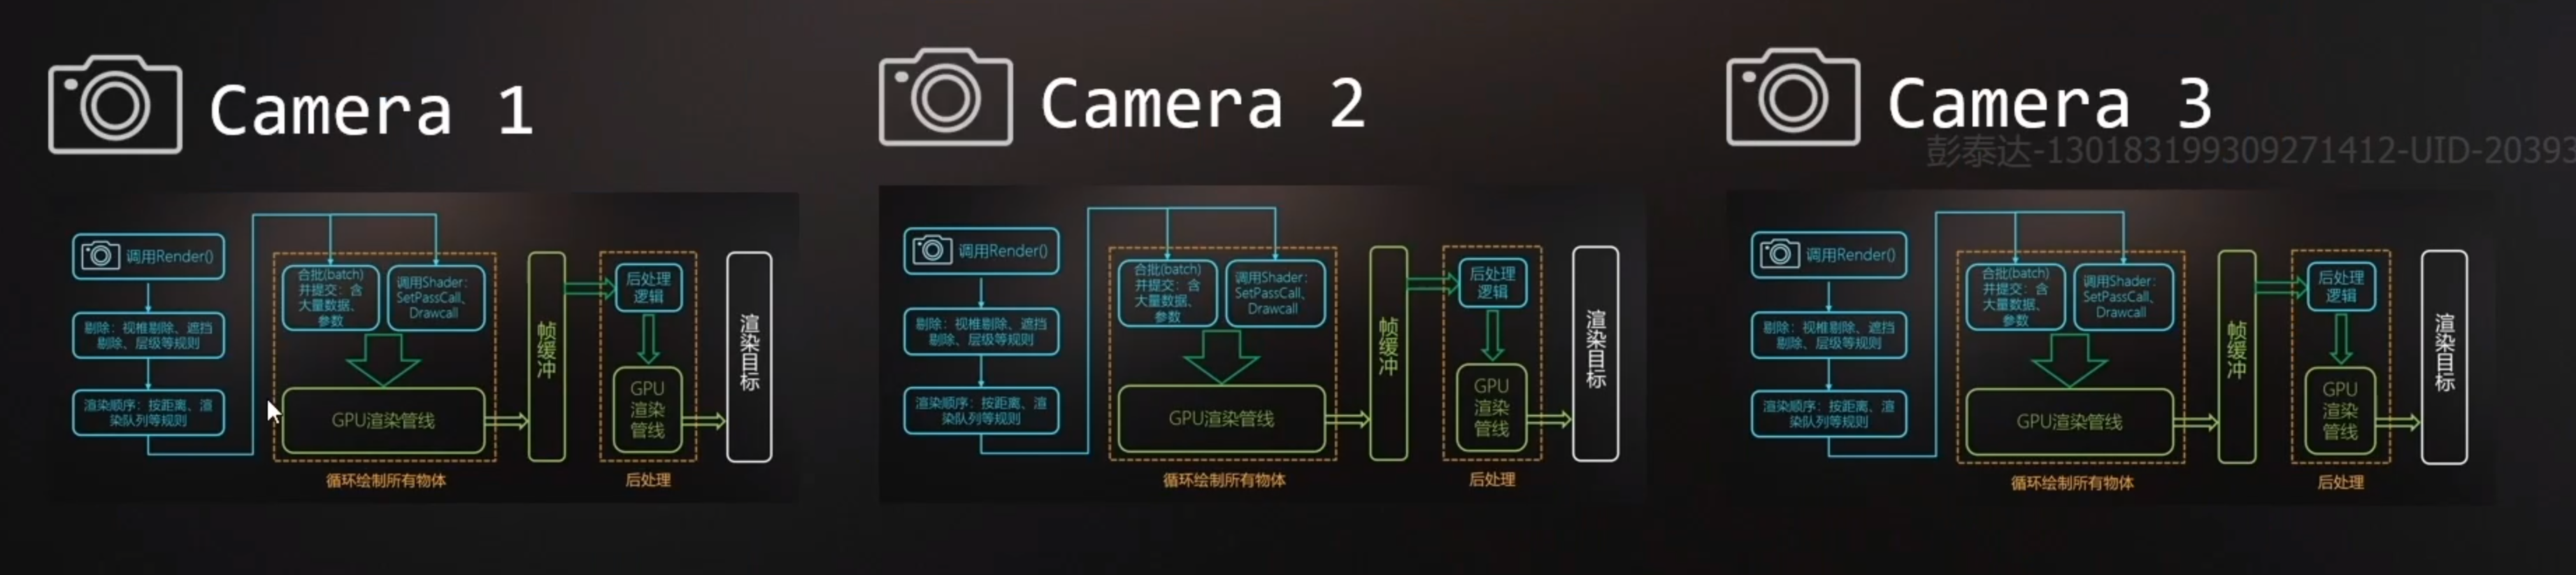 Camera 1
调用Render()
剔除：视椎剔除、遮挡
剔除、层级等规则
渲染顺序：按距离、渲
染队列等规则
合批(batch)
并提交：含
大量数据、
参数
调用Shader：
SetPassCall、
Drawcall
GPU渲染管线
循环绘制所有物体
帧缓冲
后处理
逻辑
GPU
渲染
管线
后处理
渲染目标
Camera 2
调用Render()
剔除：视椎剔除、遮挡
剔除、层级等规则
渲染顺序：按距离、渲
染队列等规则
合批(batch)
并提交：含
大量数据、
参数
调用Shader：
SetPassCall、
Drawcall
GPU渲染管线
循环绘制所有物体
帧缓冲
后处理
逻辑
GPU
渲染
管线
后处理
渲染目标
Camera 3
彭泰达-130183199309271412-UID-20393
调用Render()
剔除：视椎剔除、遮挡
剔除、层级等规则
渲染顺序：按距离、渲
染队列等规则
合批(batch)
并提交：含
大量数据、
参数
调用Shader：
SetPassCall、
Drawcall
GPU渲染管线
循环绘制所有物体
帧缓冲
后处理
逻辑
GPU
渲染
管线
后处理
渲染目标